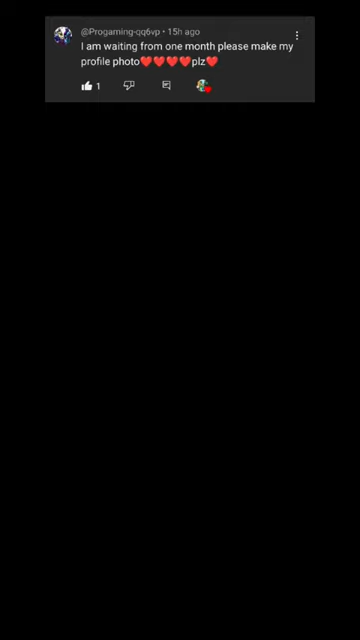 @Progaming-qq6vp • 15h ago
I am waiting from one month please make my
profile photo❤️❤️❤️❤️plz❤️
1